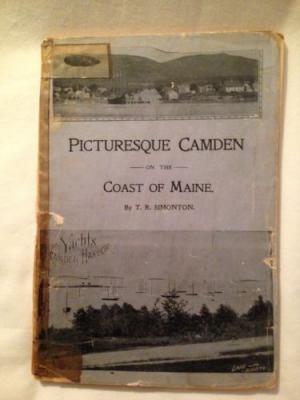 PICTURESQUE CAMDEN
ON THE
COAST OF MAINE.
By T. R. SIMONTON.
Yachts
CAMDEN HARBOR